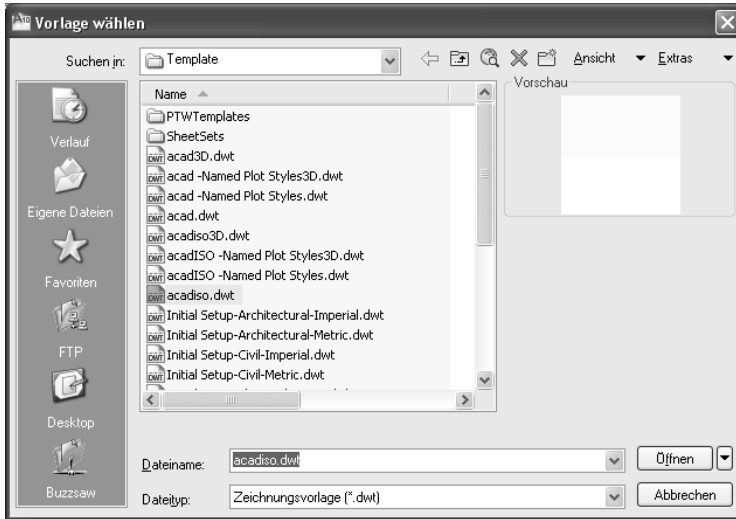 Vorlage wählen
Suchen in: Template Ansicht Extras
Verlauf
Eigene Dateien
Favoriten
FTP
Desktop
Buzzsaw
Name
PTWTemplates
SheetSets
acad3D.dwt
acad -Named Plot Styles3D.dwt
acad -Named Plot Styles.dwt
acad.dwt
acadiso3D.dwt
acadISO -Named Plot Styles3D.dwt
acadISO -Named Plot Styles.dwt
acadiso.dwt
Initial Setup-Architectural-Imperial.dwt
Initial Setup-Architectural-Metric.dwt
Initial Setup-Civil-Imperial.dwt
Initial Setup-Civil-Metric.dwt
Vorschau
Dateiname: acadiso.dwt Öffnen
Dateityp: Zeichnungsvorlage (*.dwt) Abbrechen